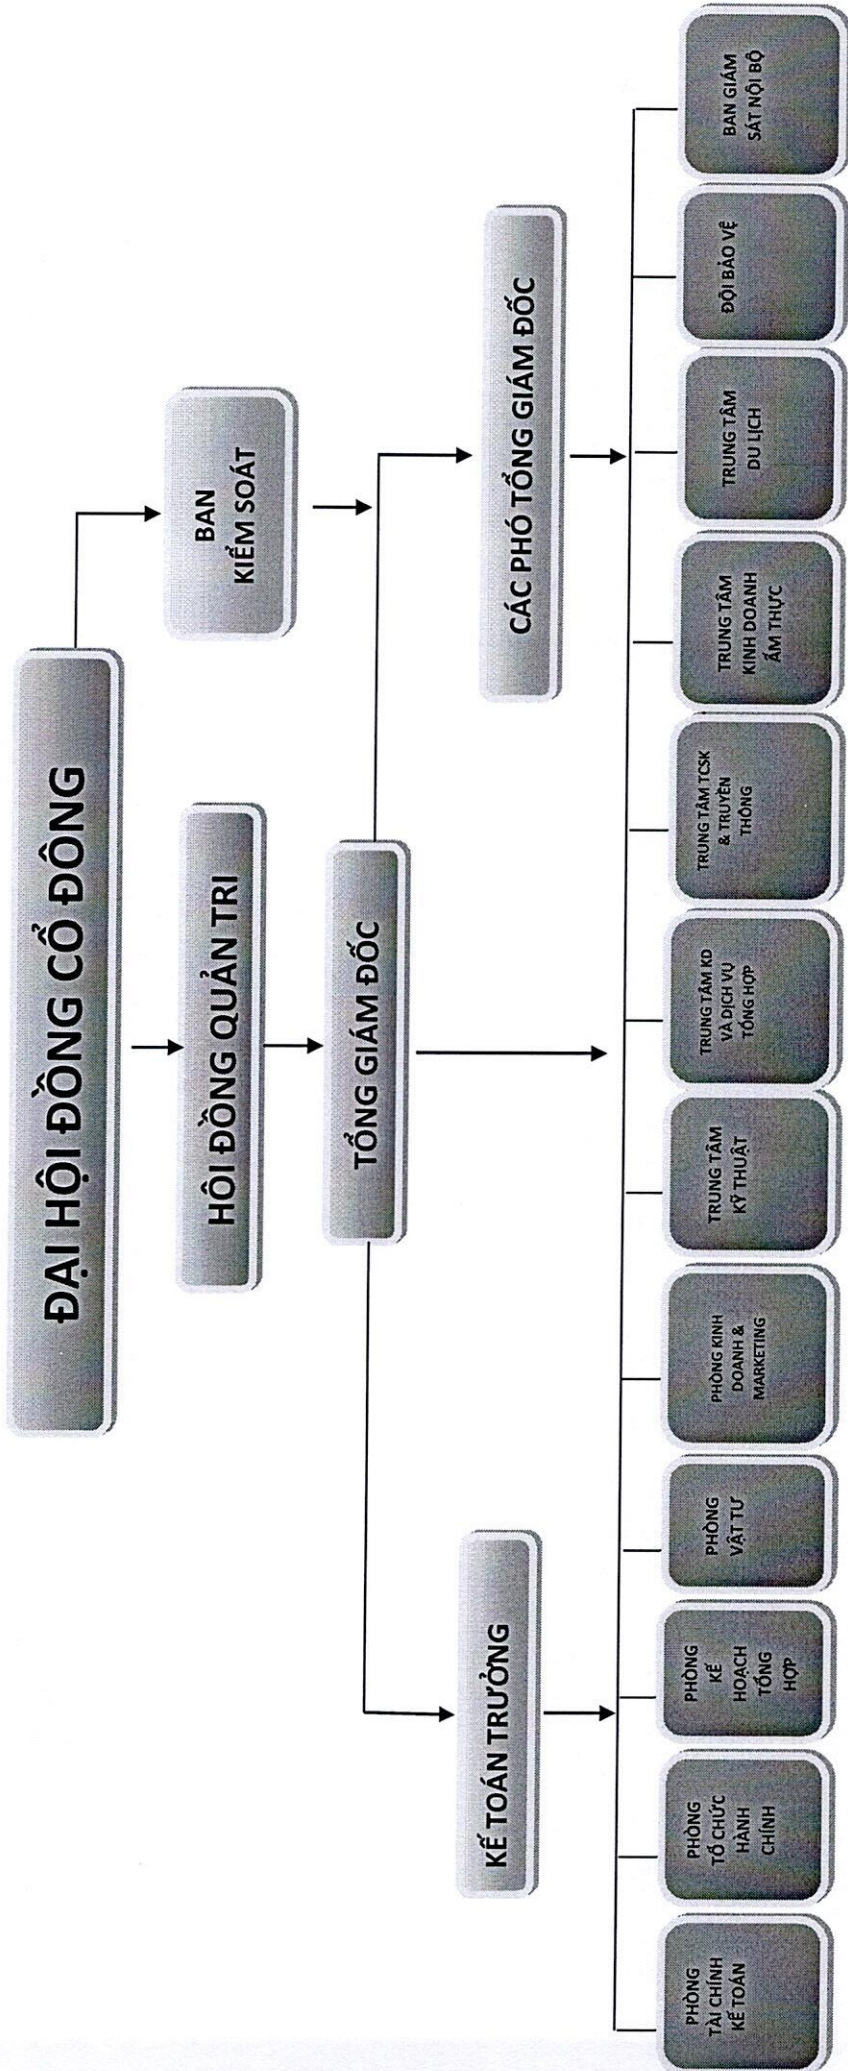 ĐẠI HỘI ĐỒNG CỔ ĐÔNG
BAN
KIỂM SOÁT
HÔI ĐỒNG QUẢN TRI
TỔNG GIÁM ĐỐC
KẾ TOÁN TRƯỞNG
CÁC PHÓ TỔNG GIÁM ĐỐC
PHÒNG
TÀI CHÍNH
KẾ TOÁN
PHÒNG
TỔ CHỨC
HÀNH
CHÍNH
PHÒNG
KẾ
HOẠCH
TỔNG
HỢP
PHÒNG
VẬT TƯ
PHÒNG KINH
DOANH &
MARKETING
TRUNG TÂM
KỸ THUẬT
TRUNG TÂM KD
VÀ DỊCH VỤ
TỔNG HỢP
TRUNG TÂM TCSK
& TRUYỀN
THÔNG
TRUNG TÂM
KINH DOANH
ẨM THỰC
TRUNG TÂM
DU LỊCH
ĐỘI BẢO VỆ
BAN GIÁM
SÁT NỘI BỘ